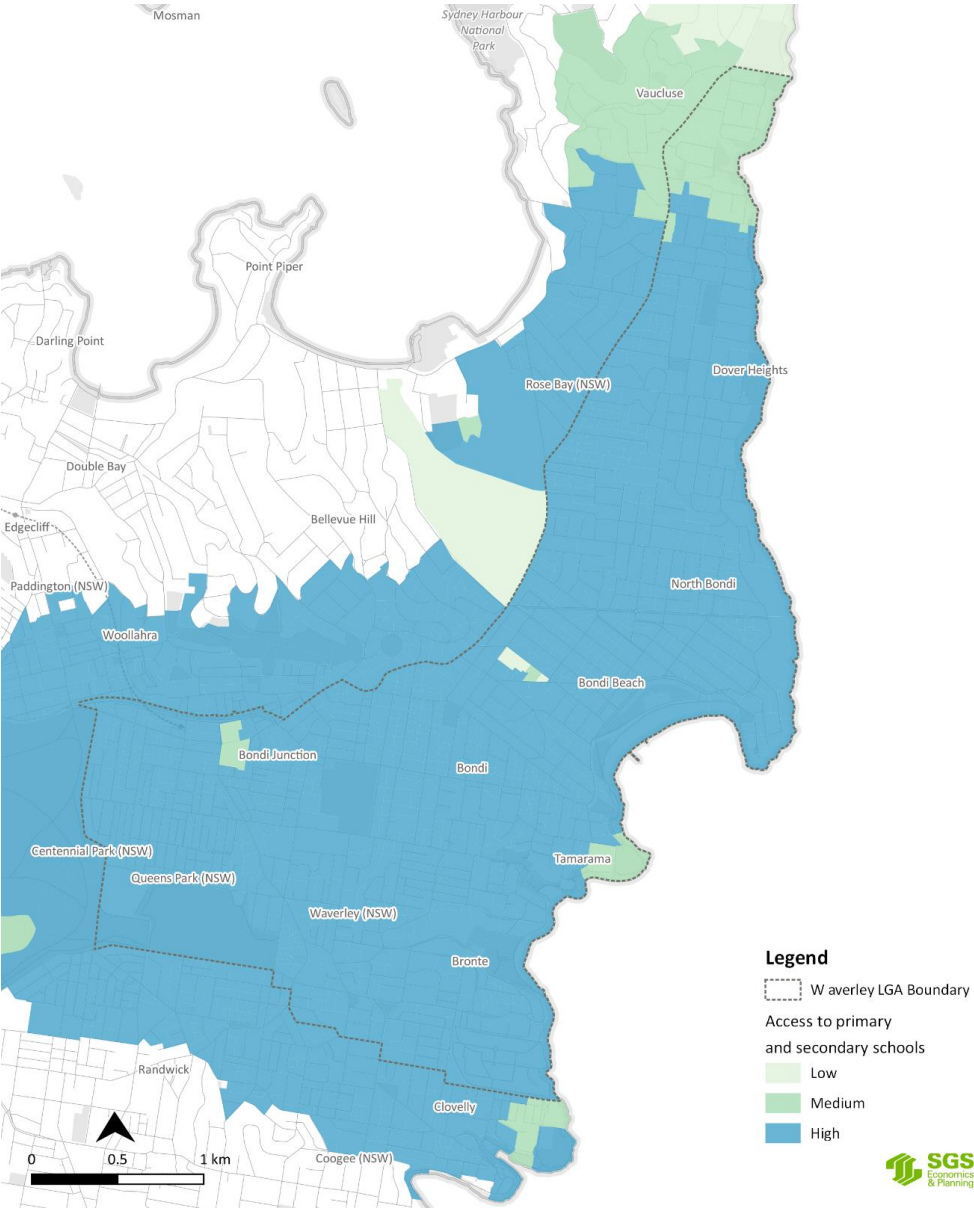 Mosman
Sydney Harbour
National
Park
Vaucluse
Point Piper
Darling Point
Rose Bay (NSW)
Dover Heights
Double Bay
Bellevue Hill
Edgecliff
Paddington (NSW)
North Bondi
Woollahra
Bondi Beach
Bondi Junction
Bondi
Centennial Park (NSW)
Tamarama
Queens Park (NSW)
Waverley (NSW)
Bronte
Randwick
Clovelly
Coogee (NSW)
0 0.5 1 km
Legend
W averley LGA Boundary
Access to primary
and secondary schools
Low
Medium
High
SGS
Economics
& Planning